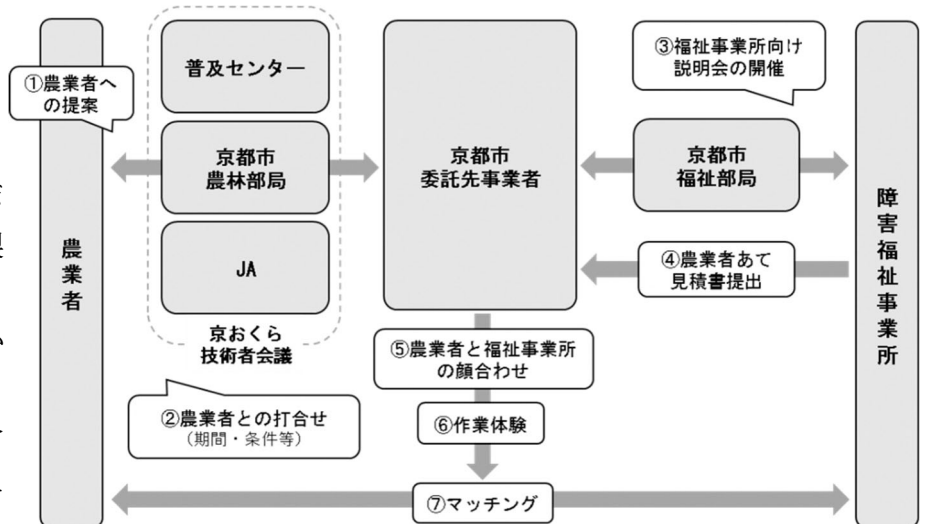 ①農業者へ
の提案
農業者
普及センター
京都市
農林部局
JA
京おくら
技術者会議
②農業者との打合せ
（期間・条件等）
京都市
委託先事業者
③福祉事業所向け
説明会の開催
京都市
福祉部局
④農業者あて
見積書提出
⑤農業者と福祉事業所
の顔合わせ
⑥作業体験
⑦マッチング
障害福祉事業所